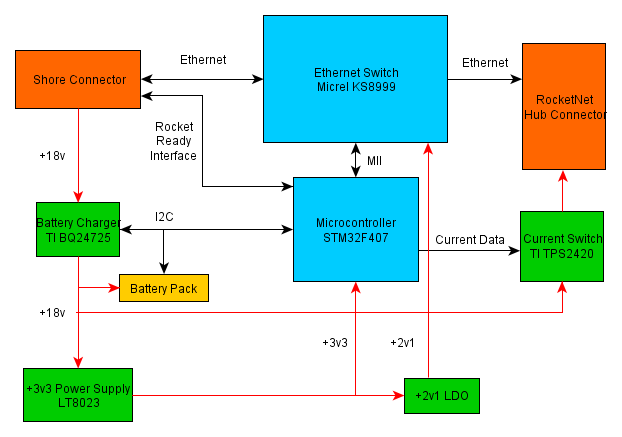 Ethernet
Ethernet Switch
Micrel KS8999
Ethernet
Shore Connector
RocketNet
Hub Connector
Rocket
Ready
Interface
+18v
MII
Battery Charger
TI BQ24725
I2C
Microcontroller
STM32F407
Current Data
Current Switch
TI TPS2420
Battery Pack
+18v
+3v3
+2v1
+3v3 Power Supply
LT8023
+2v1 LDO